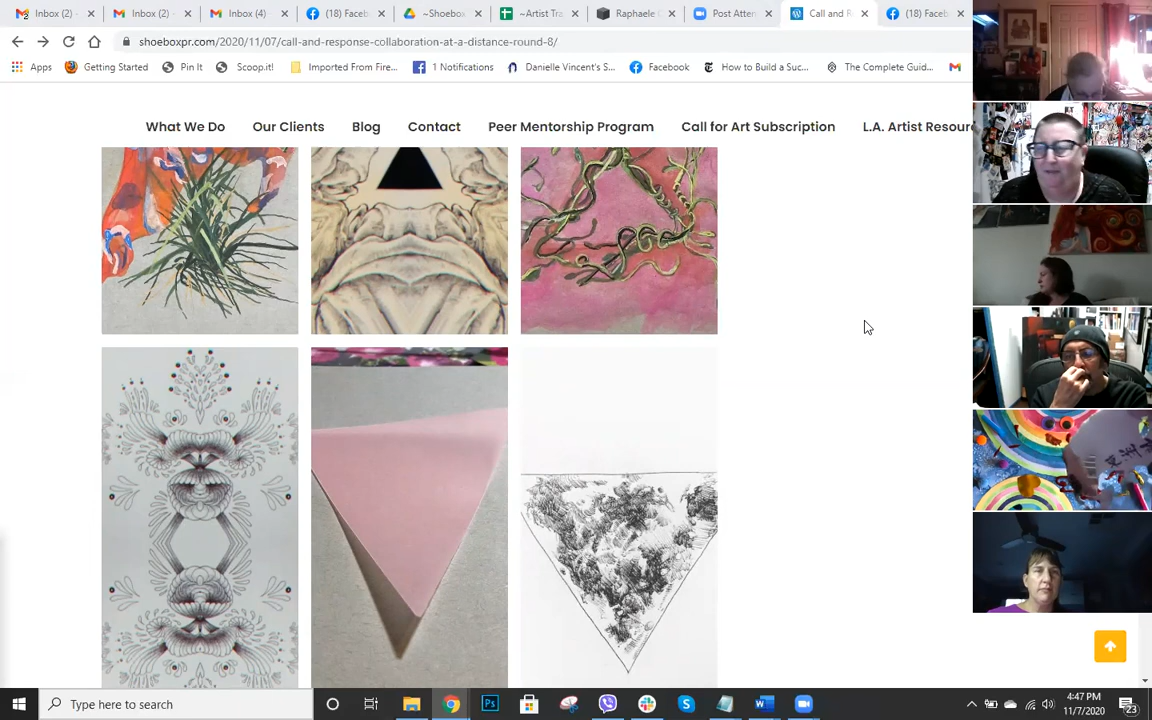 Inbox (2) -
Inbox (2) -
Inbox (4)
(18) Faceb
~Shoebox
~Artist Tra
Raphaele
Post Atten
Call and R
(18) Faceb
shoeboxpr.com/2020/11/07/call-and-response-collaboration-at-a-distance-round-8/
Apps
Getting Started
Pin It
Scoop.it!
Imported From Fire...
1 Notifications
Danielle Vincent's S...
Facebook
How to Build a Suc...
The Complete Guid...
What We Do
Our Clients
Blog
Contact
Peer Mentorship Program
Call for Art Subscription
L.A. Artist Resour
Type here to search
4:47 PM
11/7/2020
23